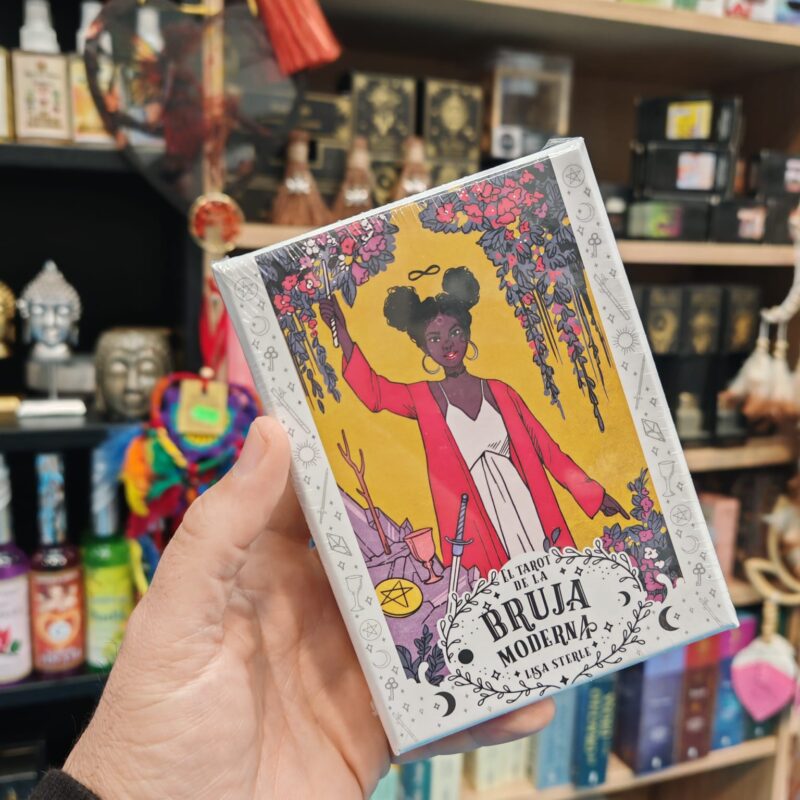 EL TAROT
DE LA
BRUJA
MODERNA
LISA STERLE